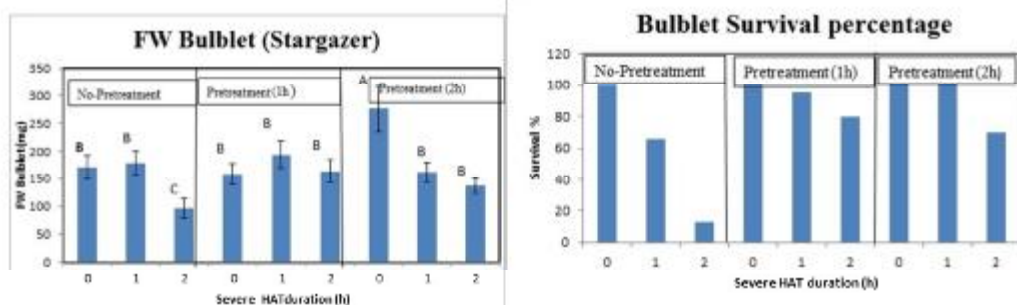 FW Bulblet (Stargazer)
350
300
250
200
150
100
50
0
FW Bulblet(mg)
No-Pretreatment
Pretreatment (1h)
Pretreatment (2h)
B
B
C
B
B
B
A
B
B
0 1 2 0 1 2 0 1 2
Severe HATduration (h)
Bulblet Survival percentage
120
100
80
60
40
20
0
Survival %
No-Pretreatment
Pretreatment (1h)
Pretreatment (2h)
0 1 2 0 1 2 0 1 2
Severe HAT duration (h)